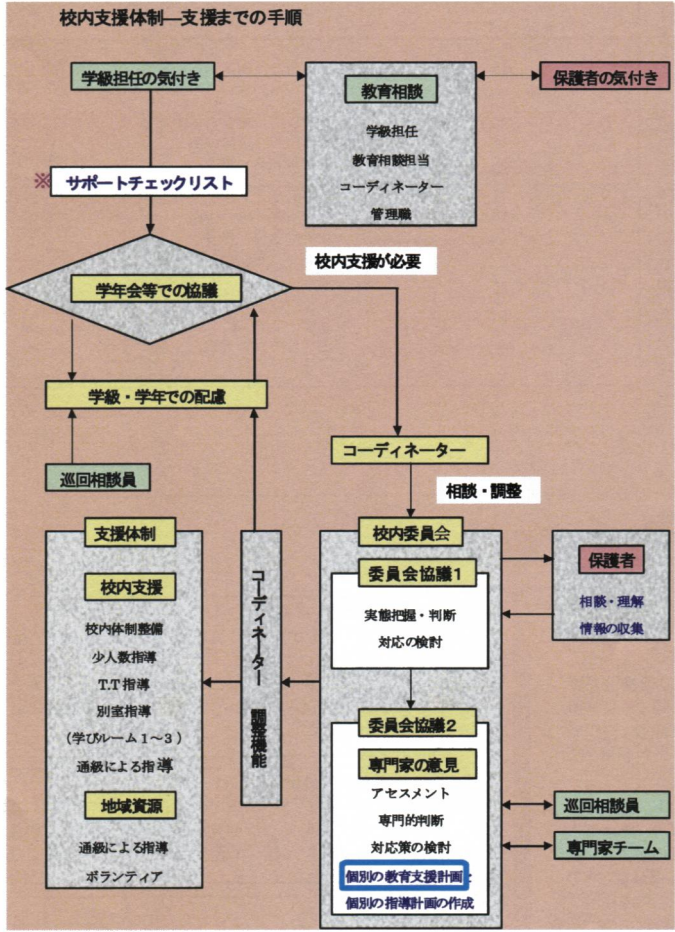 校内支援体制―支援までの手順
学級担任の気付き
教育相談
保護者の気付き
学級担任
教育相談担当
コーディネーター
管理職
※サポートチェックリスト
校内支援が必要
学年会等での協議
学級・学年での配慮
コーディネーター
巡回相談員
相談・調整
支援体制
校内支援
校内体制整備
少人数指導
T.T指導
別室指導
(学びルーム1~3)
通級による指導
地域資源
通級による指導
ボランティア
コーディネーター 調整機能
校内委員会
委員会協議1
実態把握・判断
対応の検討
保護者
相談・理解
情報の収集
委員会協議2
専門家の意見
アセスメント
専門的判断
対応策の検討
個別の教育支援計画
個別の指導計画の作成
巡回相談員
専門家チーム